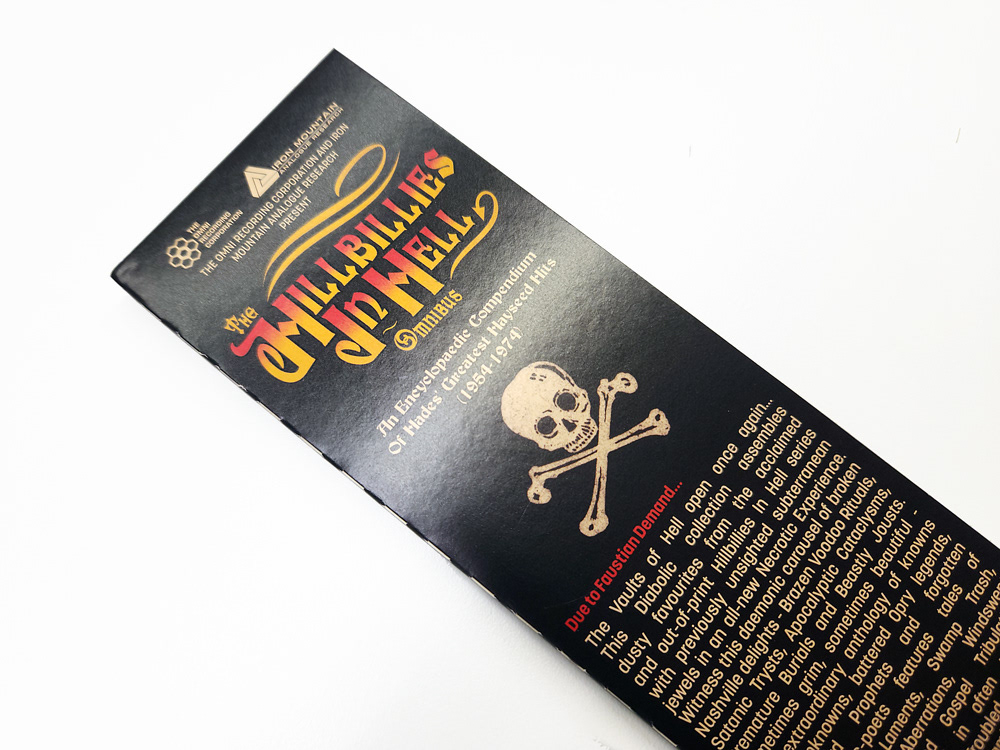 IRON MOUNTAIN
ANALOGUE RESEARCH
THE
OMNI
RECORDING
CORPORATION
THE OMNI RECORDING CORPORATION AND IRON
MOUNTAIN ANALOGUE RESEARCH
PRESENT
THE
HILLBILLIES
IN HELL
OMNIBUS
An Encyclopaedic Compendium
Of Hades' Greatest Hayseed Hits
(1954-1974)
Due to Faustian Demand...
The Vaults of Hell open once again...
This Diabolic collection assembles
dusty favourites from the acclaimed
and out-of-print Hillbillies in Hell series
with previously unsighted subterranean
jewels in an all-new Necrotic Experience.
Witness this daemonic carousel of broken
Nashville delights - Brazen Voodoo Rituals,
Satanic Trysts, Apocalyptic Cataclysms,
Premature Burials and Beastly Jousts.
grim, sometimes beautiful -
extraordinary anthology of knowns
battered Opry legends,
Prophets and forgotten
poets features tales of
Swamp Trash,
Gospel
in often